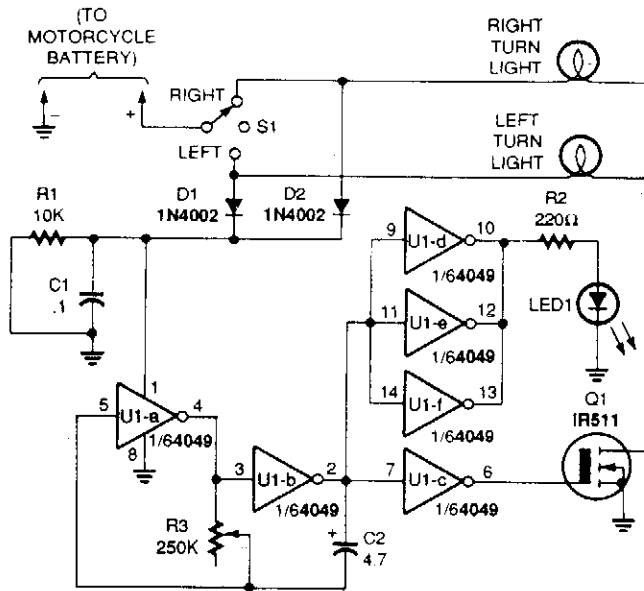 (TO
MOTORCYCLE
BATTERY)
RIGHT
TURN
LIGHT
RIGHT
− +
S1
LEFT
LEFT
TURN
LIGHT
R1
10K
D1
1N4002
D2
1N4002
R2
220Ω
9 U1-d 10
1/64049
C1
.1
LED1
11 U1-e 12
1/64049
14 U1-f 13
1/64049
Q1
IR511
1
5 U1-a 4
8 1/64049
3 U1-b 2
1/64049
7 U1-c 6
1/64049
R3
250K
+ C2
4.7